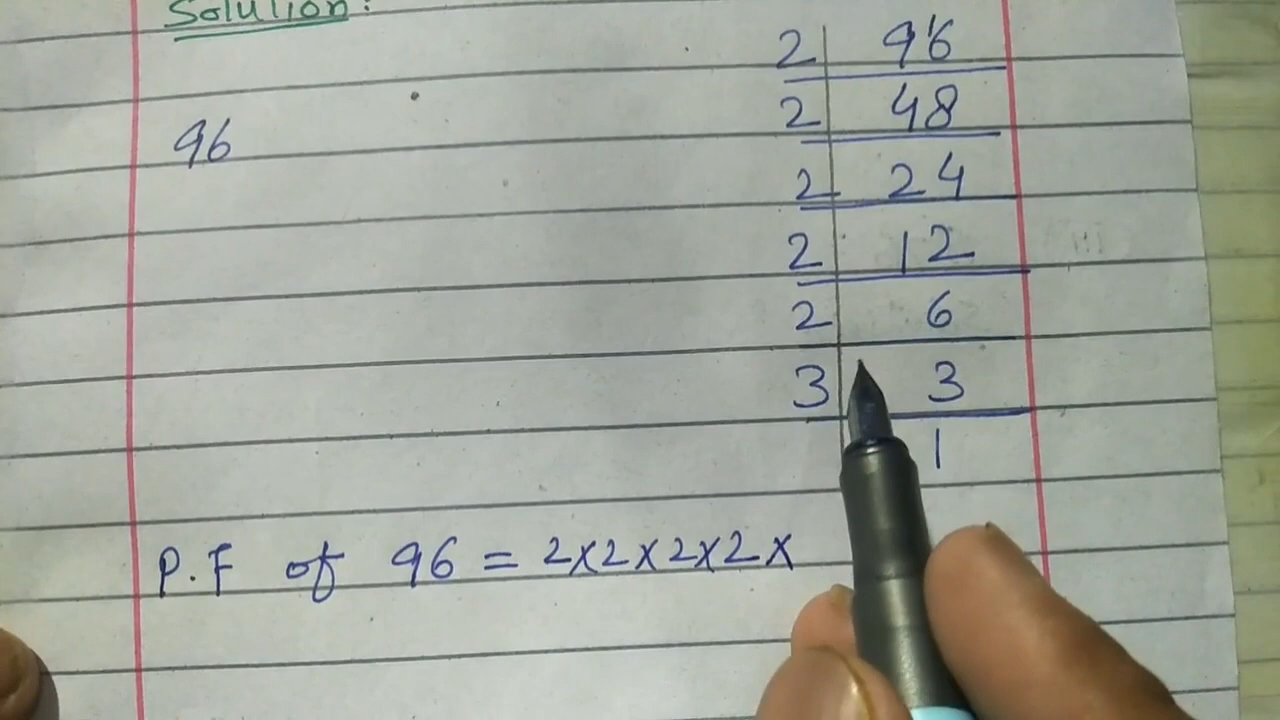 Solution:
96
2 | 96
2 | 48
2 | 24
2 | 12
2 | 6
3 | 3
1
P.F of 96 = 2x2x2x2x